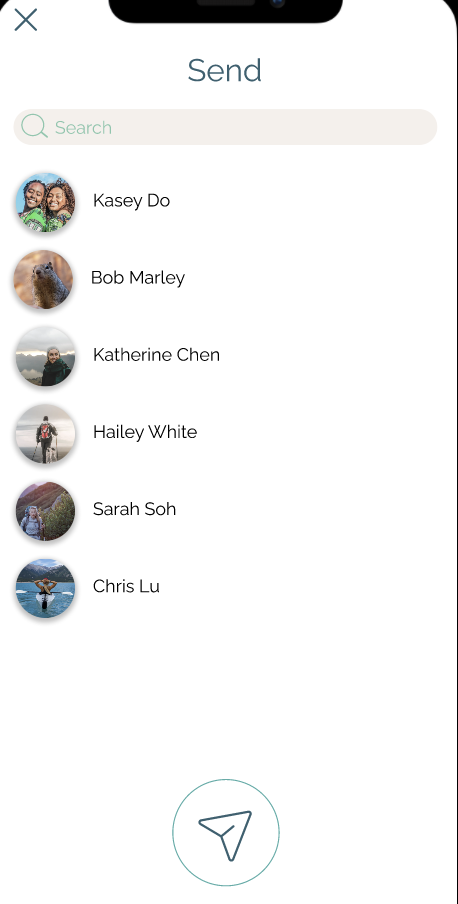 Send
Search
Kasey Do
Bob Marley
Katherine Chen
Hailey White
Sarah Soh
Chris Lu